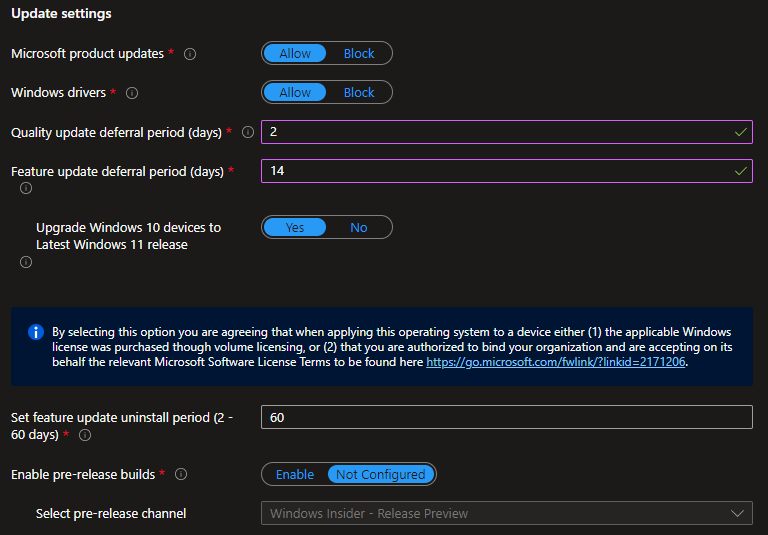 Update settings
Microsoft product updates *
Allow Block
Windows drivers *
Allow Block
Quality update deferral period (days) *
2
Feature update deferral period (days) *
14
Upgrade Windows 10 devices to
Latest Windows 11 release
Yes No
By selecting this option you are agreeing that when applying this operating system to a device either (1) the applicable Windows
license was purchased though volume licensing, or (2) that you are authorized to bind your organization and are accepting on its
behalf the relevant Microsoft Software License Terms to be found here https://go.microsoft.com/fwlink/?linkid=2171206.
Set feature update uninstall period (2 -
60 days) *
60
Enable pre-release builds *
Enable Not Configured
Select pre-release channel
Windows Insider - Release Preview